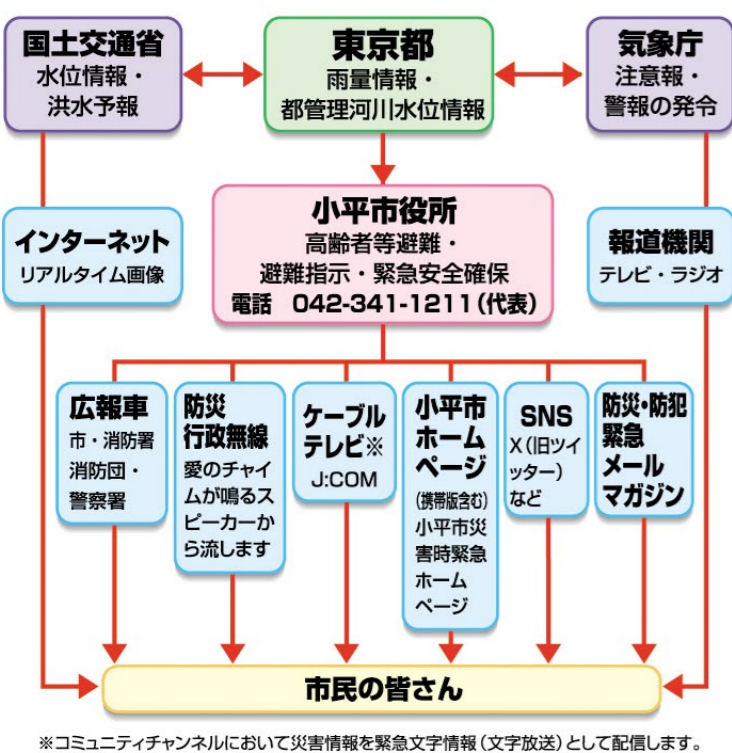 国土交通省
水位情報・
洪水予報
東京都
雨量情報・
都管理河川水位情報
気象庁
注意報・
警報の発令
インターネット
リアルタイム画像
小平市役所
高齢者等避難・
避難指示・緊急安全確保
電話 042-341-1211(代表)
報道機関
テレビ・ラジオ
広報車
市・消防署
消防団・
警察署
防災
行政無線
愛のチャイ
ムが鳴るス
ピーカーか
ら流します
ケーブル
テレビ※
J:COM
小平市
ホーム
ページ
(携帯版含む)
小平市災
害時緊急
ホーム
ページ
SNS
X(旧ツイ
ッター)
など
防災・防犯
緊急
メール
マガジン
市民の皆さん
※コミュニティチャンネルにおいて災害情報を緊急文字情報(文字放送)として配信します。